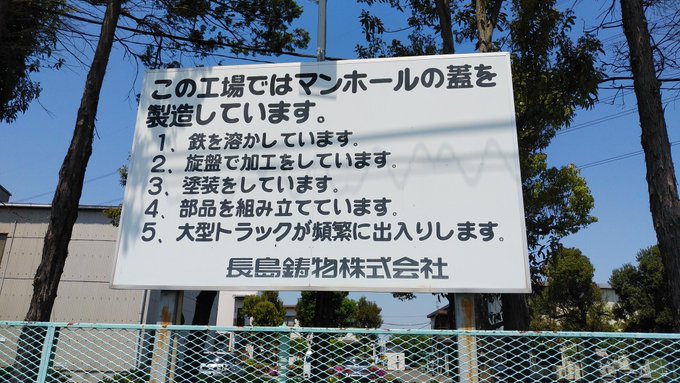 この工場ではマンホールの蓋を
製造しています。
1、鉄を溶かしています。
2、旋盤で加工をしています。
3、塗装をしています。
4、部品を組み立てています。
5、大型トラックが頻繁に出入りします。
長島鋳物株式会社